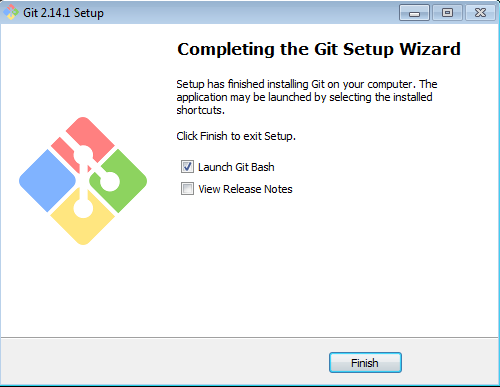 Git 2.14.1 Setup
Completing the Git Setup Wizard
Setup has finished installing Git on your computer. The
application may be launched by selecting the installed
shortcuts.
Click Finish to exit Setup.
Launch Git Bash
View Release Notes
Finish